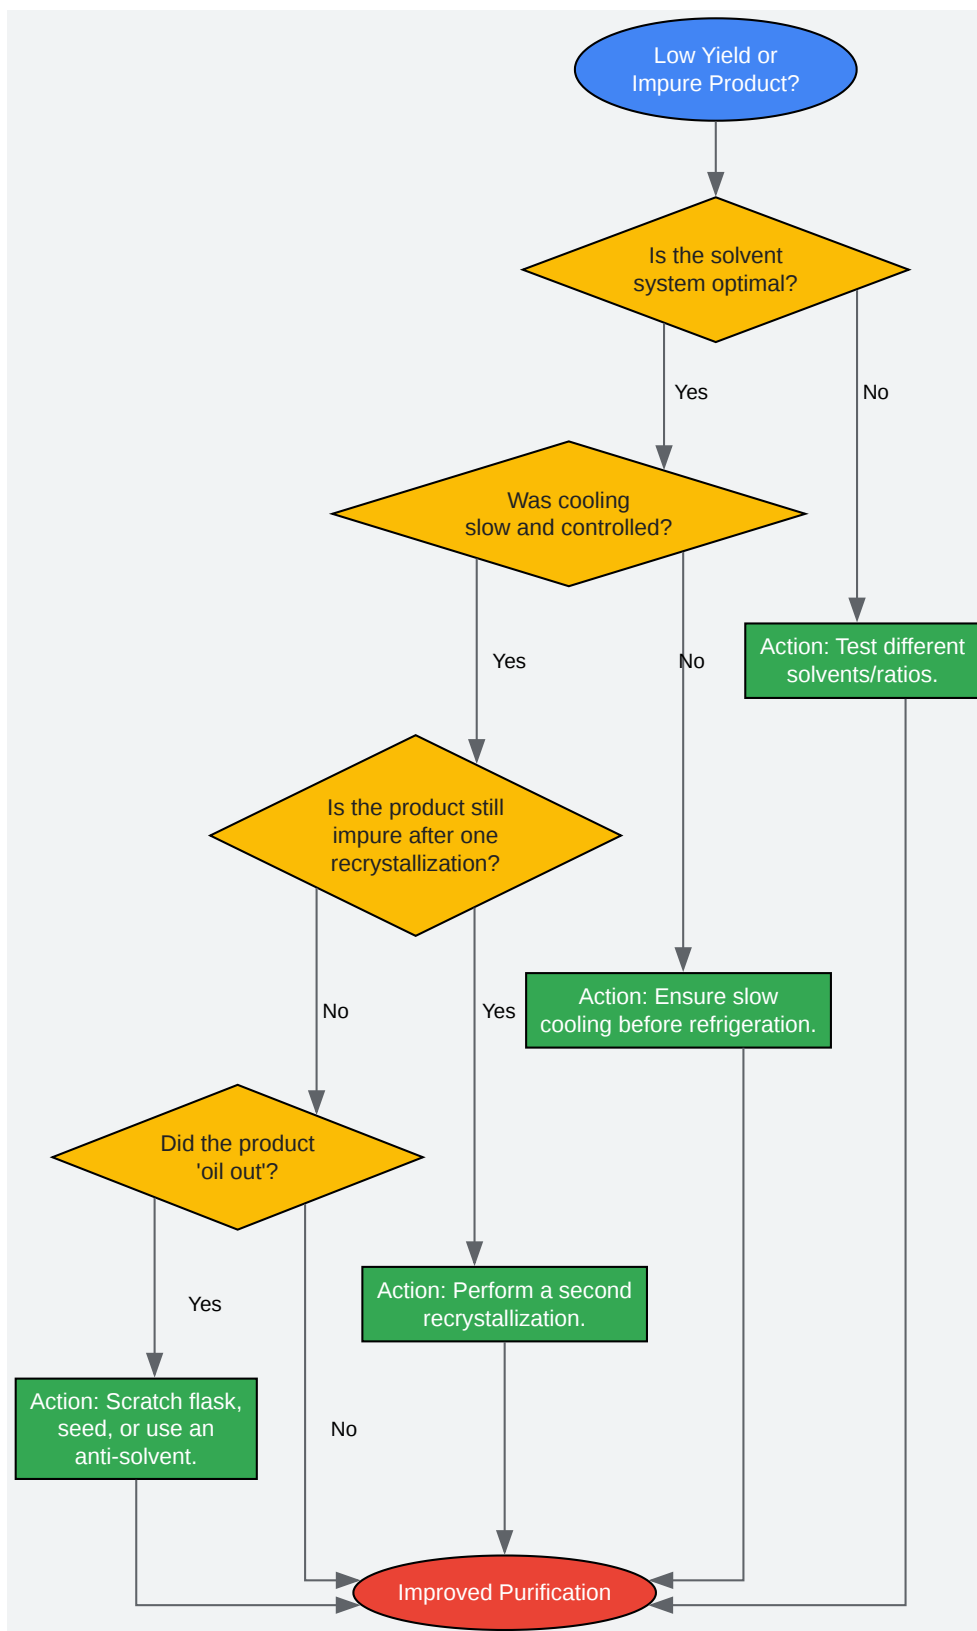 Low Yield or
Impure Product?
Is the solvent
system optimal?
Yes
No
Was cooling
slow and controlled?
Yes
No
Action: Test different
solvents/ratios.
Is the product still
impure after one
recrystallization?
No
Yes
Action: Ensure slow
cooling before refrigeration.
Did the product
'oil out'?
Yes
Action: Perform a second
recrystallization.
Action: Scratch flask,
seed, or use an
anti-solvent.
No
Improved Purification